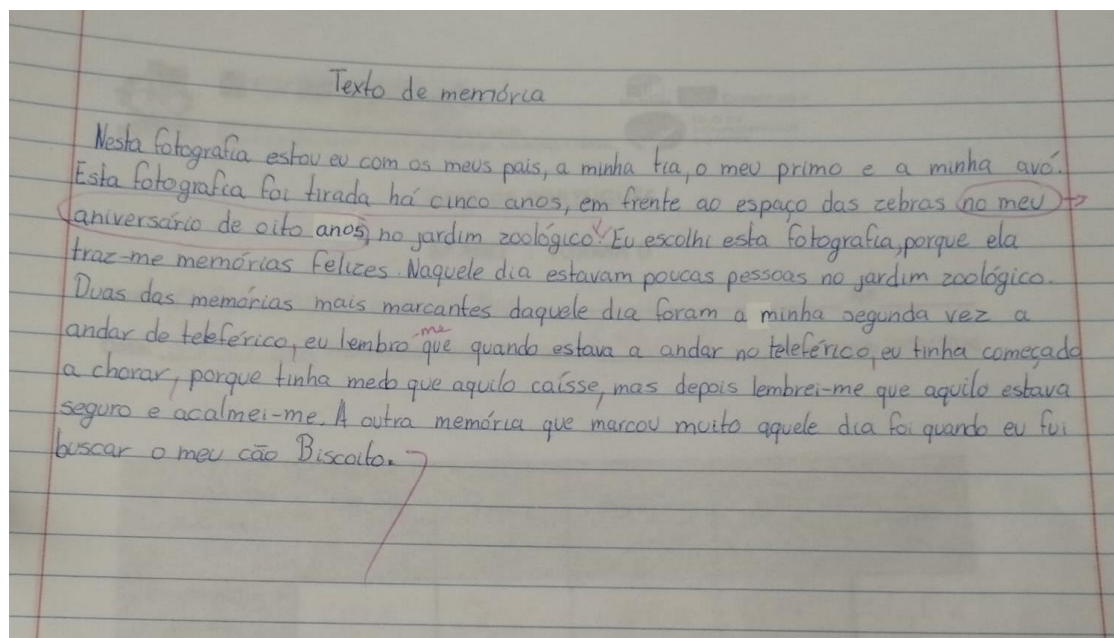 Texto de memória
Nesta fotografia estou eu com os meus pais, a minha tia, o meu primo e a minha avó.
Esta fotografia foi tirada há cinco anos, em frente ao espaço das zebras no meu
aniversário de oito anos, no jardim zoológico. Eu escolhi esta fotografia, porque ela
traz-me memórias felizes. Naquele dia estavam poucas pessoas no jardim zoológico.
Duas das memórias mais marcantes daquele dia foram a minha segunda vez a
me
andar de teleférico, eu lembro que quando estava a andar no teleférico, eu tinha começado
a chorar, porque tinha medo que aquilo caísse, mas depois lembrei-me que aquilo estava
seguro e acalmei-me. A outra memória que marcou muito aquele dia foi quando eu fui
buscar o meu cão Biscoito.